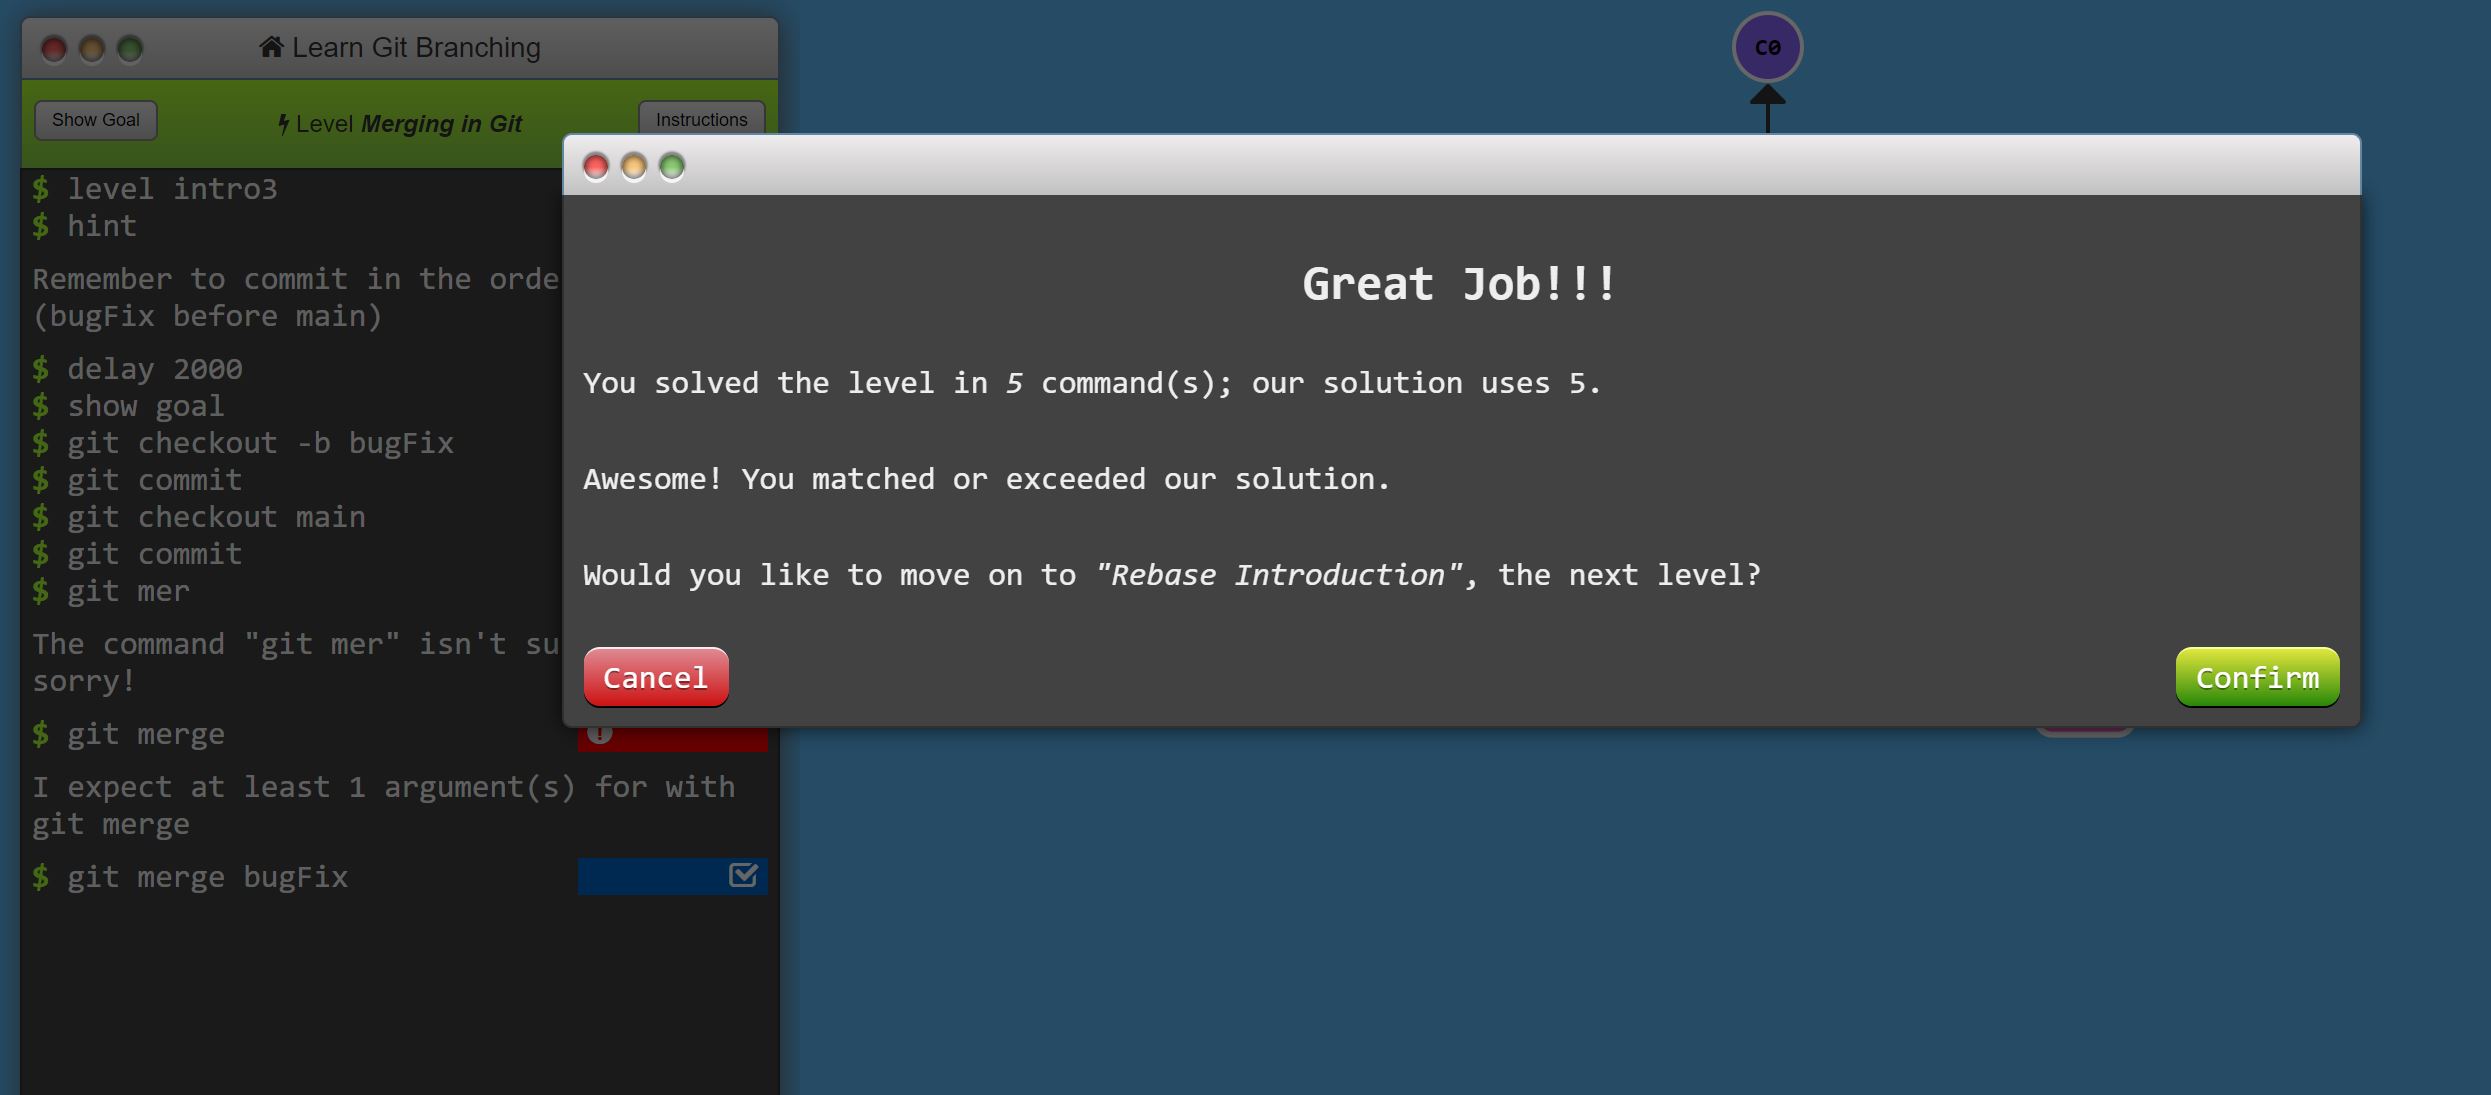 Learn Git Branching
C0
Show Goal
Level Merging in Git
Instructions
$ level intro3
$ hint
Remember to commit in the orde
(bugFix before main)
$ delay 2000
$ show goal
$ git checkout -b bugFix
$ git commit
$ git checkout main
$ git commit
$ git mer
The command "git mer" isn't su
sorry!
$ git merge
I expect at least 1 argument(s) for with
git merge
$ git merge bugFix
Great Job!!!
You solved the level in 5 command(s); our solution uses 5.
Awesome! You matched or exceeded our solution.
Would you like to move on to "Rebase Introduction", the next level?
Cancel
Confirm